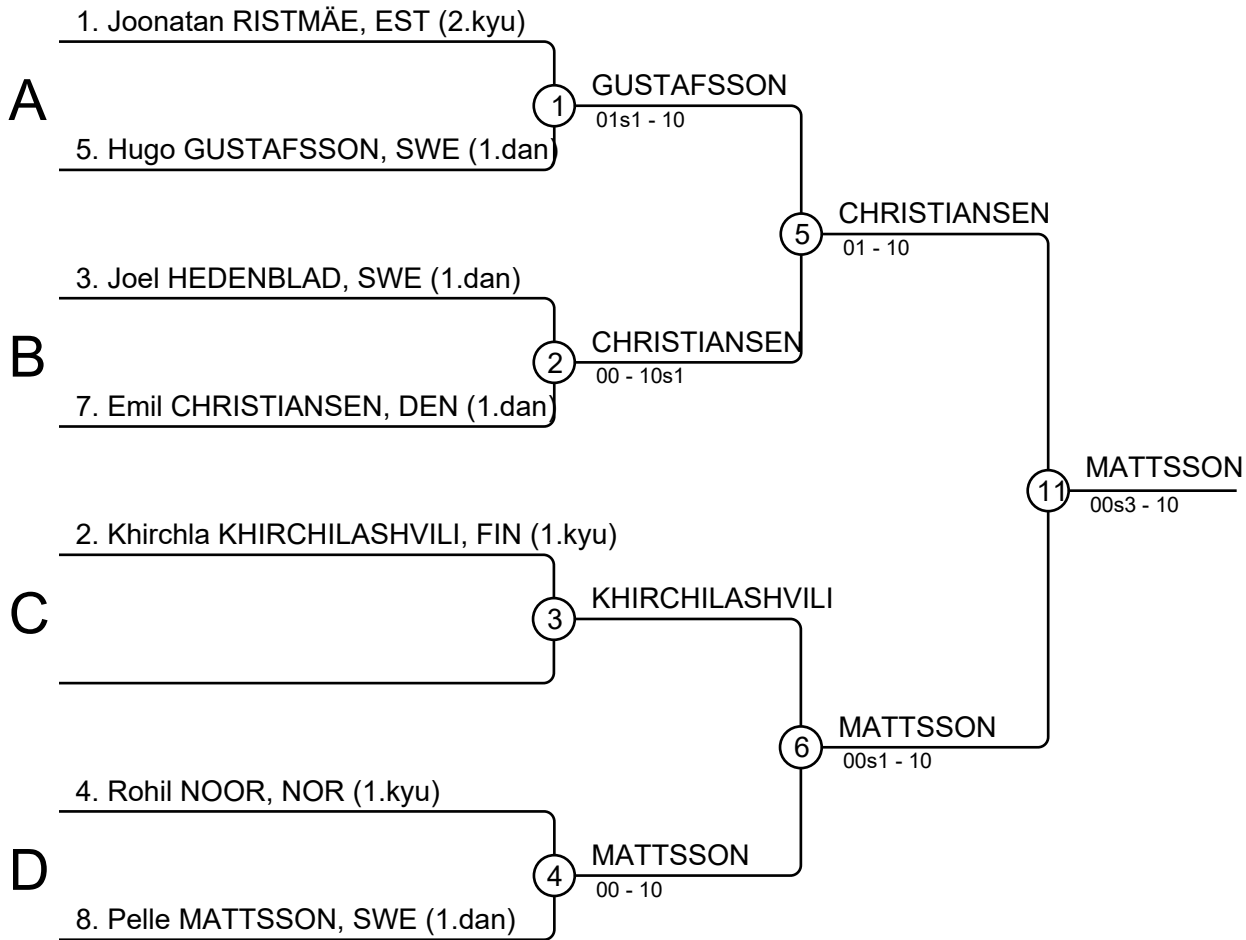 1. Joonatan RISTMÄE, EST (2.kyu)
A
1
GUSTAFSSON
01s1 - 10
5. Hugo GUSTAFSSON, SWE (1.dan)
5
CHRISTIANSEN
01 - 10
3. Joel HEDENBLAD, SWE (1.dan)
B
2
CHRISTIANSEN
00 - 10s1
7. Emil CHRISTIANSEN, DEN (1.dan)
11
MATTSSON
00s3 - 10
2. Khirchla KHIRCHILASHVILI, FIN (1.kyu)
C
3
KHIRCHILASHVILI
6
MATTSSON
00s1 - 10
4. Rohil NOOR, NOR (1.kyu)
D
4
MATTSSON
00 - 10
8. Pelle MATTSSON, SWE (1.dan)